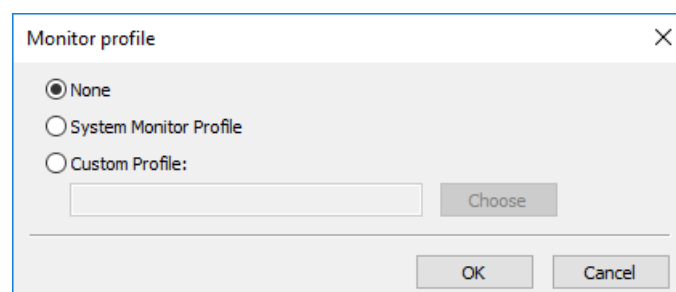 Monitor profile
None
System Monitor Profile
Custom Profile:
Choose
OK Cancel